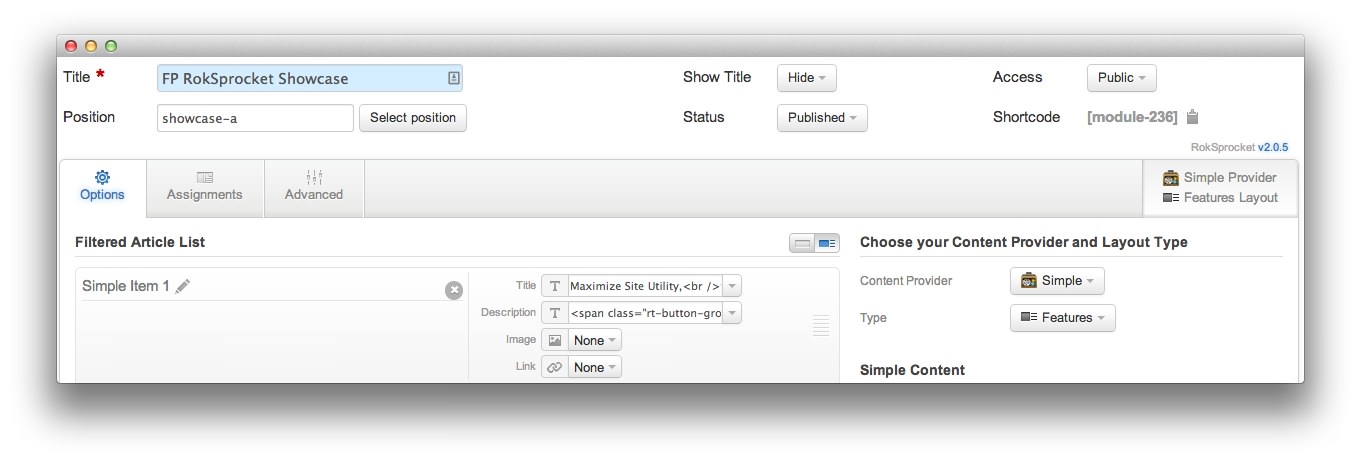 Title * FP RokSprocket Showcase Show Title Hide Access Public
Position showcase-a Select position Status Published Shortcode [module-236]
RokSprocket v2.0.5
Options Assignments Advanced Simple Provider
Features Layout
Filtered Article List Choose your Content Provider and Layout Type
Simple Item 1 Title Maximize Site Utility,<br /> Content Provider Simple
Description <span class="rt-button-gro
Type Features
Image None
Link None
Simple Content